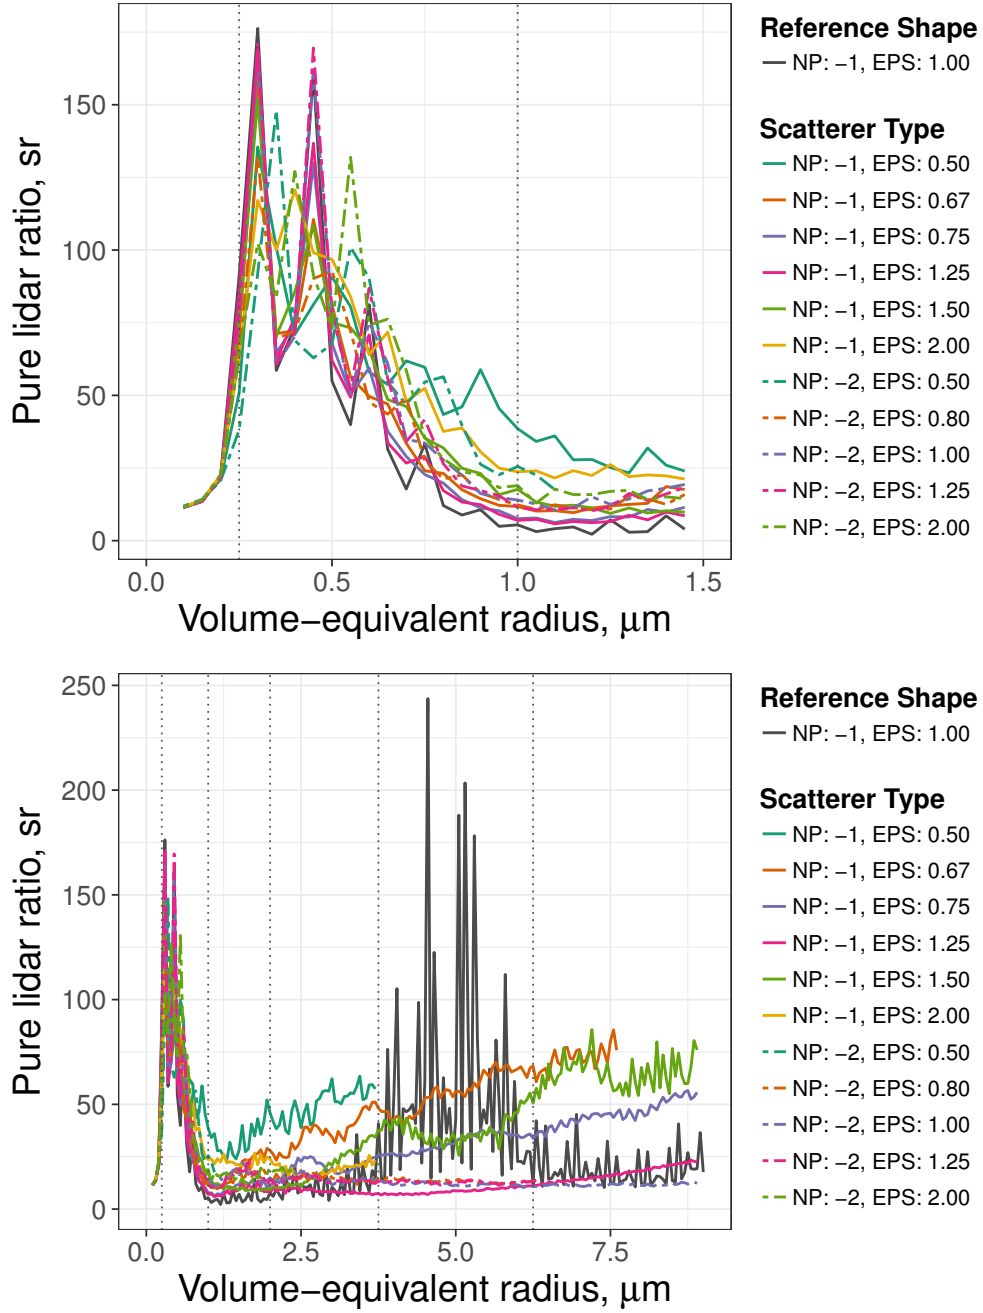 Pure lidar ratio, sr
150
100
50
0
0.0 0.5 1.0 1.5
Volume−equivalent radius, μm
Reference Shape
NP: −1, EPS: 1.00
Scatterer Type
NP: −1, EPS: 0.50
NP: −1, EPS: 0.67
NP: −1, EPS: 0.75
NP: −1, EPS: 1.25
NP: −1, EPS: 1.50
NP: −1, EPS: 2.00
NP: −2, EPS: 0.50
NP: −2, EPS: 0.80
NP: −2, EPS: 1.00
NP: −2, EPS: 1.25
NP: −2, EPS: 2.00
Pure lidar ratio, sr
250
200
150
100
50
0
0.0 2.5 5.0 7.5
Volume−equivalent radius, μm
Reference Shape
NP: −1, EPS: 1.00
Scatterer Type
NP: −1, EPS: 0.50
NP: −1, EPS: 0.67
NP: −1, EPS: 0.75
NP: −1, EPS: 1.25
NP: −1, EPS: 1.50
NP: −1, EPS: 2.00
NP: −2, EPS: 0.50
NP: −2, EPS: 0.80
NP: −2, EPS: 1.00
NP: −2, EPS: 1.25
NP: −2, EPS: 2.00